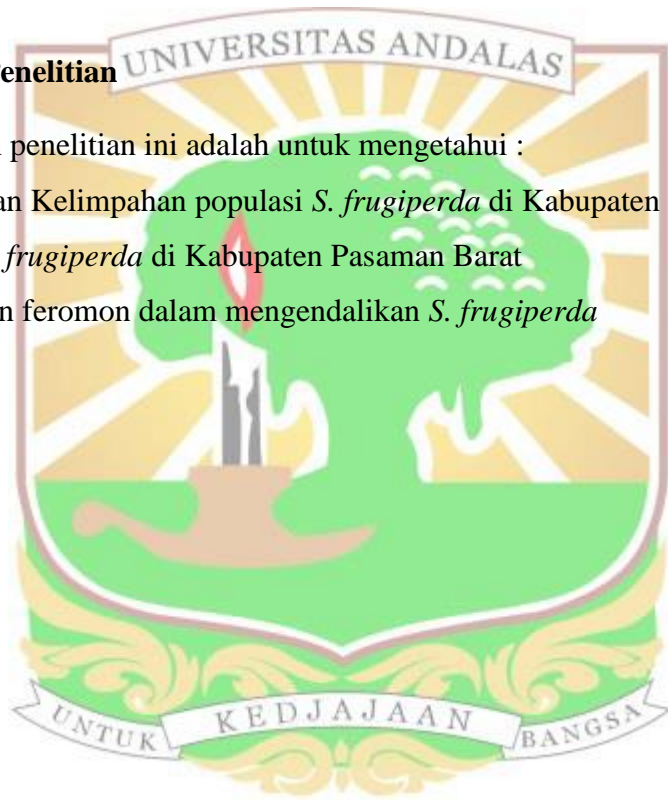 UNIVERSITAS ANDALAS
Penelitian
penelitian ini adalah untuk mengetahui :
an Kelimpahan populasi S. frugiperda di Kabupaten
frugiperda di Kabupaten Pasaman Barat
n feromon dalam mengendalikan S. frugiperda
UNTUK KEDJAJAAN BANGSA